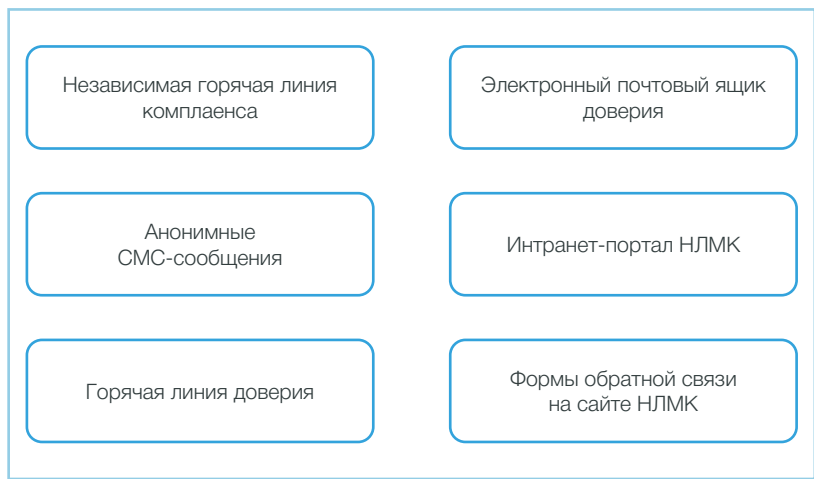 Независимая горячая линия
комплаенса
Электронный почтовый ящик
доверия
Анонимные
СМС-сообщения
Интранет-портал НЛМК
Горячая линия доверия
Формы обратной связи
на сайте НЛМК